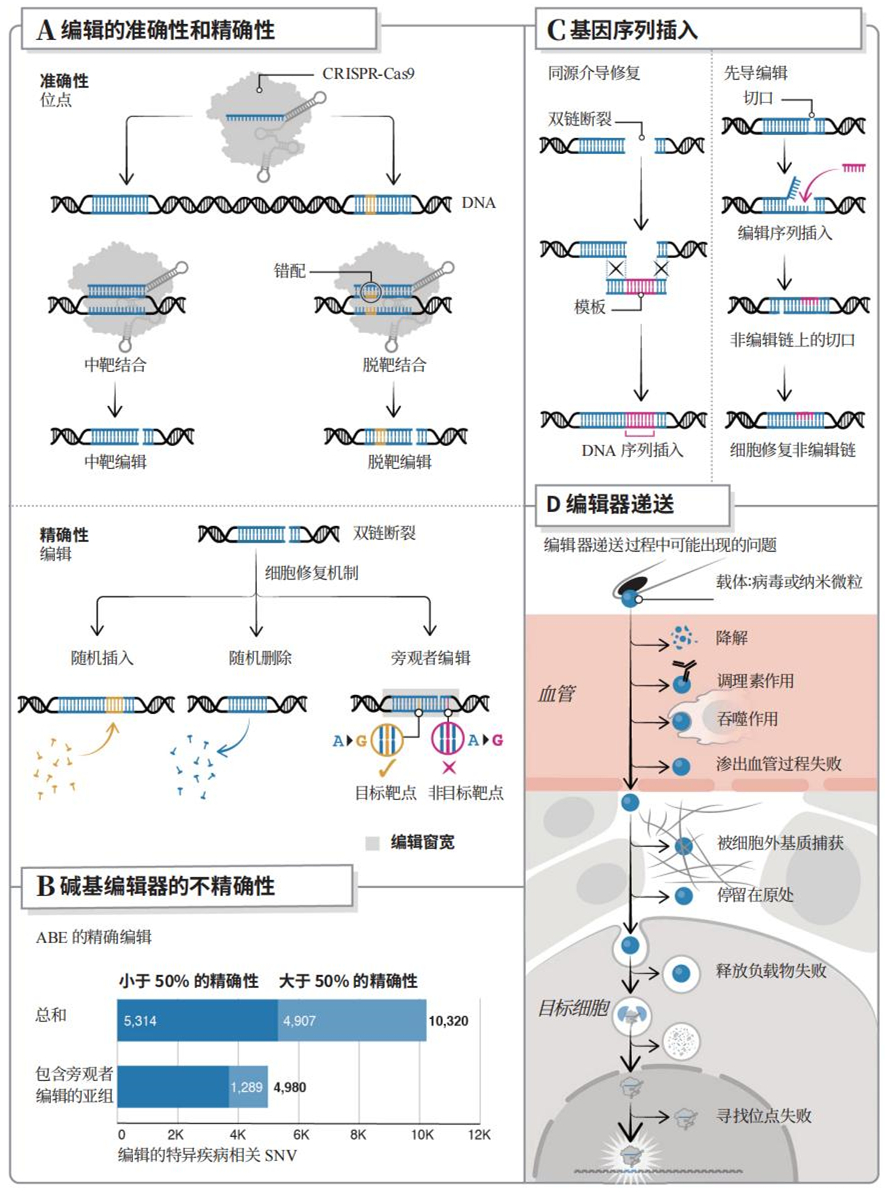 A 编辑的准确性和精确性
准确性
位点
CRISPR-Cas9
DNA
错配
中靶结合
脱靶结合
中靶编辑
脱靶编辑
精确性
编辑
双链断裂
细胞修复机制
随机插入
随机删除
旁观者编辑
A
G
A
G
目标靶点
非目标靶点
编辑窗宽
B 碱基编辑器的不精确性
ABE 的精确编辑
小于 50% 的精确性
大于 50% 的精确性
总和
5,314
4,907
10,320
包含旁观者
编辑的亚组
1,289
4,980
0
2K
4K
6K
8K
10K
12K
编辑的特异疾病相关 SNV
C 基因序列插入
同源介导修复
双链断裂
模板
DNA 序列插入
先导编辑
切口
编辑序列插入
非编辑链上的切口
细胞修复非编辑链
D 编辑器递送
编辑器递送过程中可能出现的问题
载体:病毒或纳米微粒
血管
降解
调理素作用
吞噬作用
渗出血管过程失败
被细胞外基质捕获
停留在原处
释放负载物失败
目标细胞
寻找位点失败